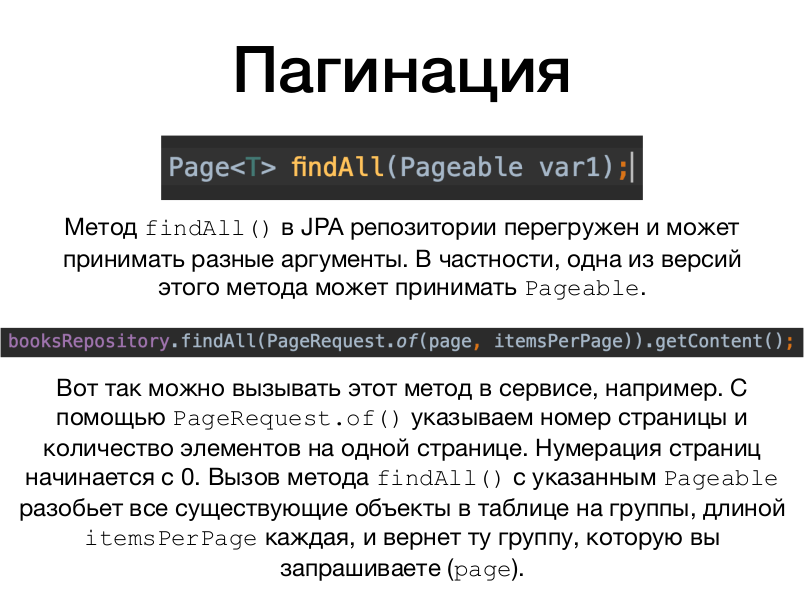 Пагинация
Page<T> findAll(Pageable var1);
Метод findAll() в JPA репозитории перегружен и может
принимать разные аргументы. В частности, одна из версий
этого метода может принимать Pageable.
booksRepository.findAll(PageRequest.of(page, itemsPerPage)).getContent();
Вот так можно вызывать этот метод в сервисе, например. С
помощью PageRequest.of() указываем номер страницы и
количество элементов на одной странице. Нумерация страниц
начинается с 0. Вызов метода findAll() с указанным Pageable
разобьет все существующие объекты в таблице на группы, длиной
itemsPerPage каждая, и вернет ту группу, которую вы
запрашиваете (page).